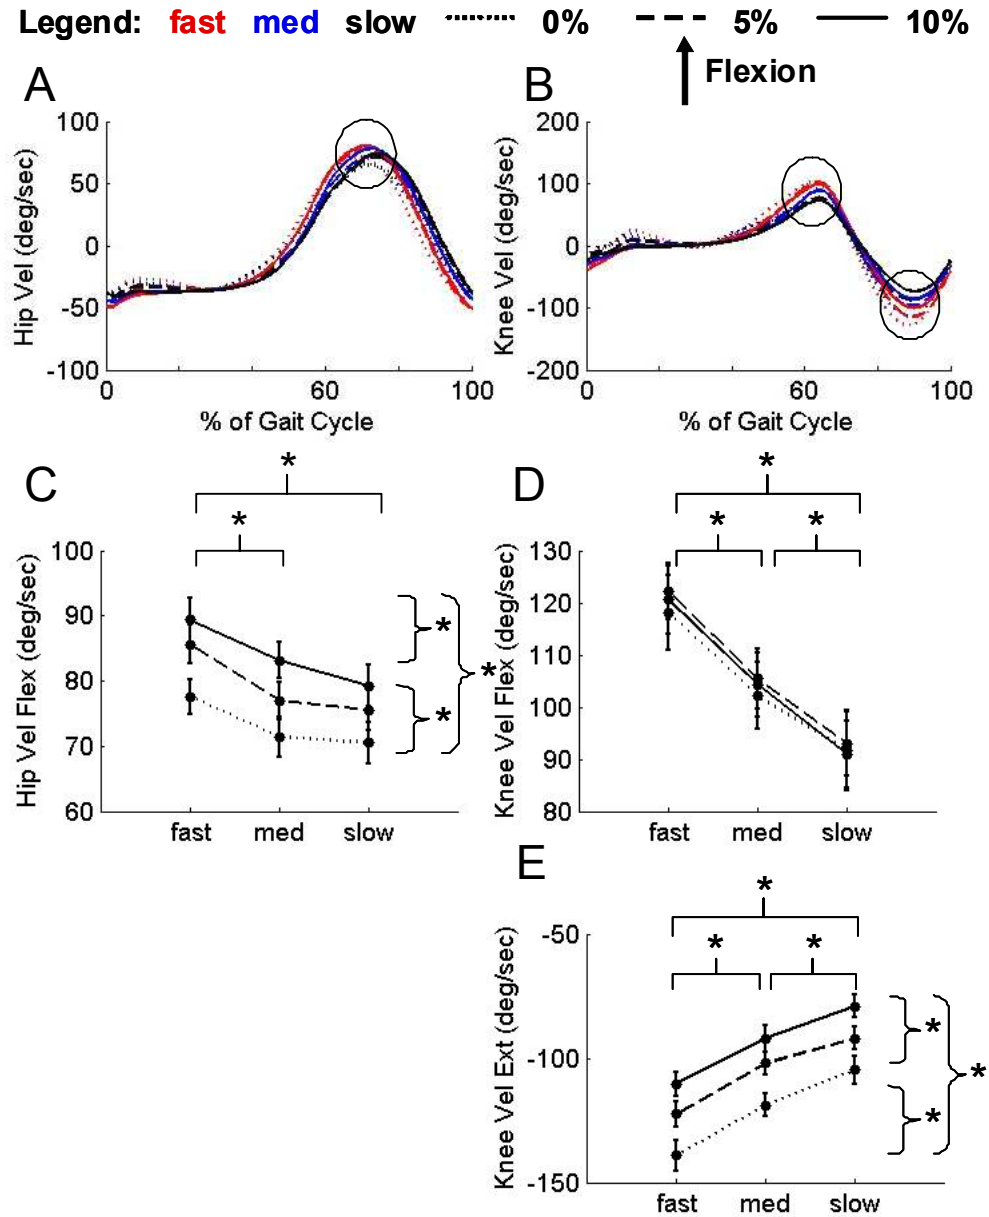 Legend: fast med slow 0% 5% 10%
Flexion
A
100
50
0
-50
-100
Hip Vel (deg/sec)
0 60 100
% of Gait Cycle
B
200
100
0
-100
-200
Knee Vel (deg/sec)
0 60 100
% of Gait Cycle
C
*
*
100
90
80
70
60
Hip Vel Flex (deg/sec)
*
*
*
fast med slow
D
*
* *
130
120
110
100
90
80
Knee Vel Flex (deg/sec)
fast med slow
E
*
* *
-50
-100
-150
Knee Vel Ext (deg/sec)
*
*
*
fast med slow